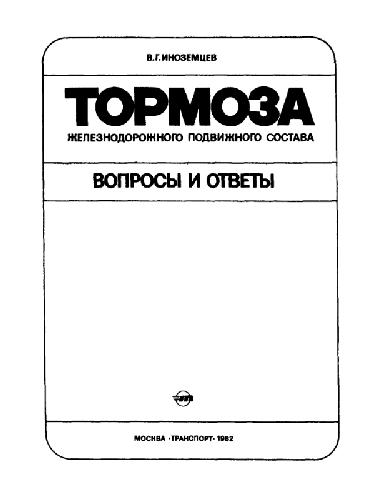 В.Г.ИНОЗЕМЦЕВ
ТОРМОЗА
ЖЕЛЕЗНОДОРОЖНОГО ПОДВИЖНОГО СОСТАВА
ВОПРОСЫ И ОТВЕТЫ
МОСКВА «ТРАНСПОРТ» 1982